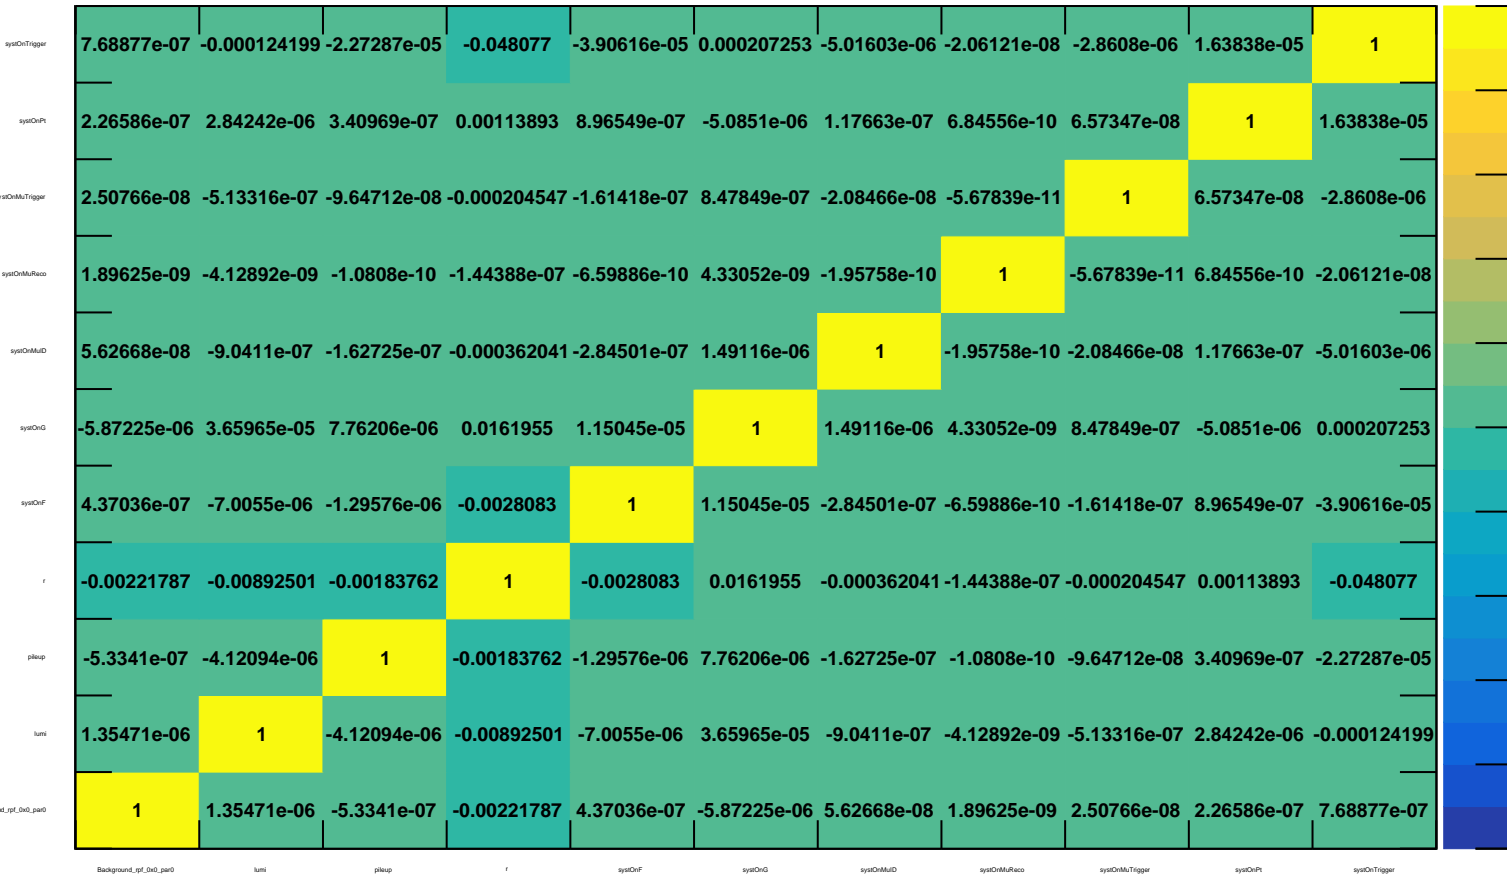 systOnTrigger 7.68877e-07 -0.000124199 -2.27287e-05 -0.048077 -3.90616e-05 0.000207253 -5.01603e-06 -2.06121e-08 -2.8608e-06 1.63838e-05 1
systOnPt 2.26586e-07 2.84242e-06 3.40969e-07 0.00113893 8.96549e-07 -5.0851e-06 1.17663e-07 6.84556e-10 6.57347e-08 1 1.63838e-05
stOnMuTrigger 2.50766e-08 -5.13316e-07 -9.64712e-08 -0.000204547 -1.61418e-07 8.47849e-07 -2.08466e-08 -5.67839e-11 1 6.57347e-08 -2.8608e-06
systOnMuReco 1.89625e-09 -4.12892e-09 -1.0808e-10 -1.44388e-07 -6.59886e-10 4.33052e-09 -1.95758e-10 1 -5.67839e-11 6.84556e-10 -2.06121e-08
systOnMuID 5.62668e-08 -9.0411e-07 -1.62725e-07 -0.000362041 -2.84501e-07 1.49116e-06 1 -1.95758e-10 -2.08466e-08 1.17663e-07 -5.01603e-06
systOnG -5.87225e-06 3.65965e-05 7.76206e-06 0.0161955 1.15045e-05 1 1.49116e-06 4.33052e-09 8.47849e-07 -5.0851e-06 0.000207253
systOnF 4.37036e-07 -7.0055e-06 -1.29576e-06 -0.0028083 1 1.15045e-05 -2.84501e-07 -6.59886e-10 -1.61418e-07 8.96549e-07 -3.90616e-05
r -0.00221787 -0.00892501 -0.00183762 1 -0.0028083 0.0161955 -0.000362041 -1.44388e-07 -0.000204547 0.00113893 -0.048077
pileup -5.3341e-07 -4.12094e-06 1 -0.00183762 -1.29576e-06 7.76206e-06 -1.62725e-07 -1.0808e-10 -9.64712e-08 3.40969e-07 -2.27287e-05
lumi 1.35471e-06 1 -4.12094e-06 -0.00892501 -7.0055e-06 3.65965e-05 -9.0411e-07 -4.12892e-09 -5.13316e-07 2.84242e-06 -0.000124199
d_rpf_0x0_par0 1 1.35471e-06 -5.3341e-07 -0.00221787 4.37036e-07 -5.87225e-06 5.62668e-08 1.89625e-09 2.50766e-08 2.26586e-07 7.68877e-07
Background_rpf_0x0_par0 lumi pileup r systOnF systOnG systOnMuID systOnMuReco systOnMuTrigger systOnPt systOnTrigger